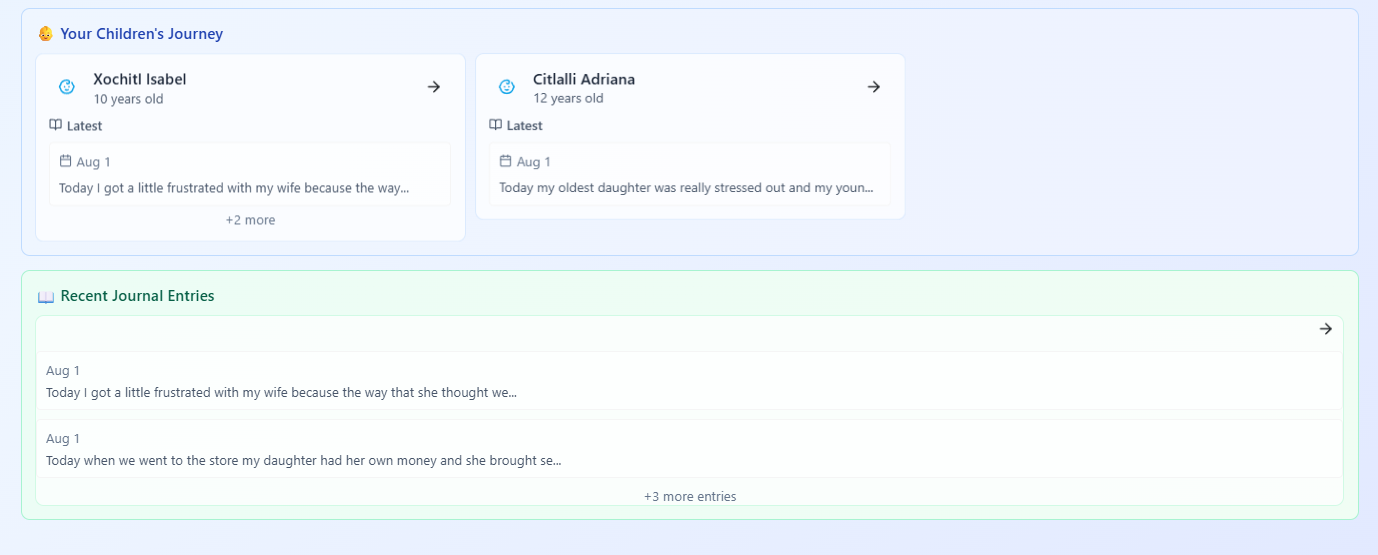 👶 Your Children's Journey
Xochitl Isabel
10 years old
Latest
Aug 1
Today I got a little frustrated with my wife because the way...
+2 more
Citlalli Adriana
12 years old
Latest
Aug 1
Today my oldest daughter was really stressed out and my youn...
📖 Recent Journal Entries
Aug 1
Today I got a little frustrated with my wife because the way that she thought we...
Aug 1
Today when we went to the store my daughter had her own money and she brought se...
+3 more entries